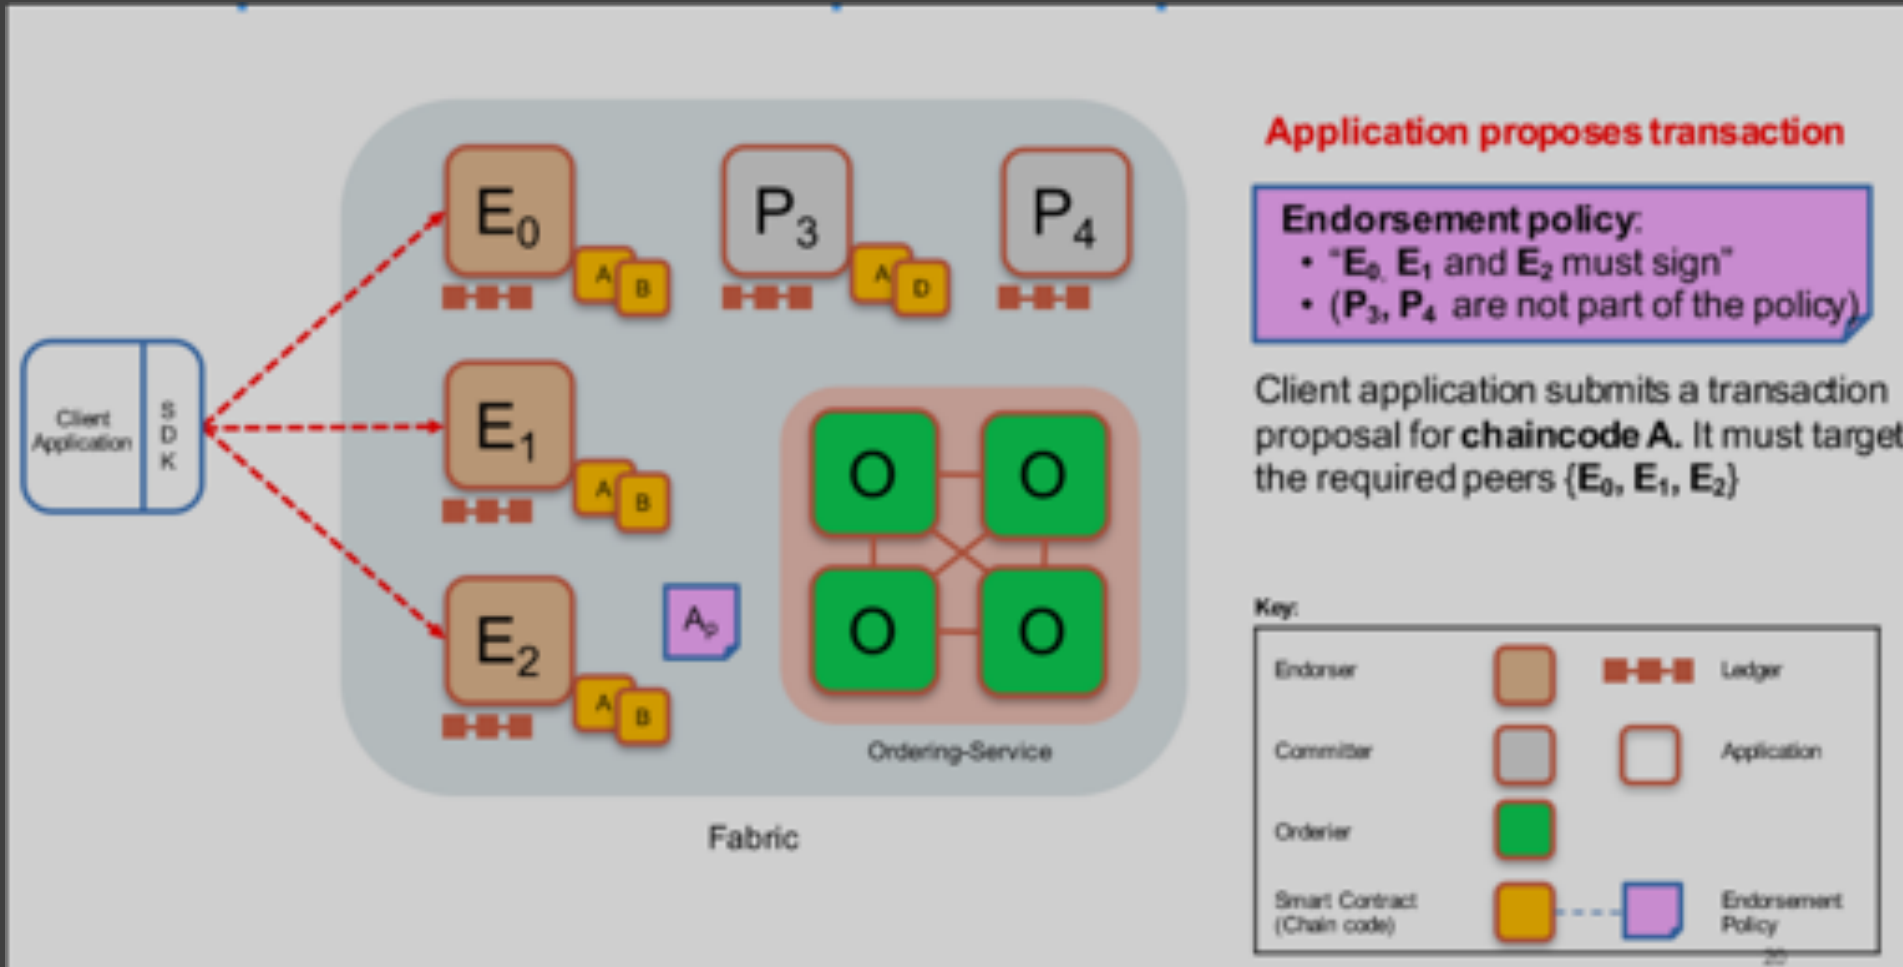 Application proposes transaction
Endorsement policy:
• “E0, E1 and E2 must sign”
• (P3, P4 are not part of the policy)
Client application submits a transaction
proposal for chaincode A. It must target
the required peers {E0, E1, E2}
Client
Application
S
D
K
E0
A
B
P3
A
D
P4
E1
A
B
E2
A
B
Ap
O
O
O
O
Ordering-Service
Fabric
Key:
Endorser
Ledger
Committer
Application
Orderier
Smart Contract
(Chain code)
Endorsement
Policy
20